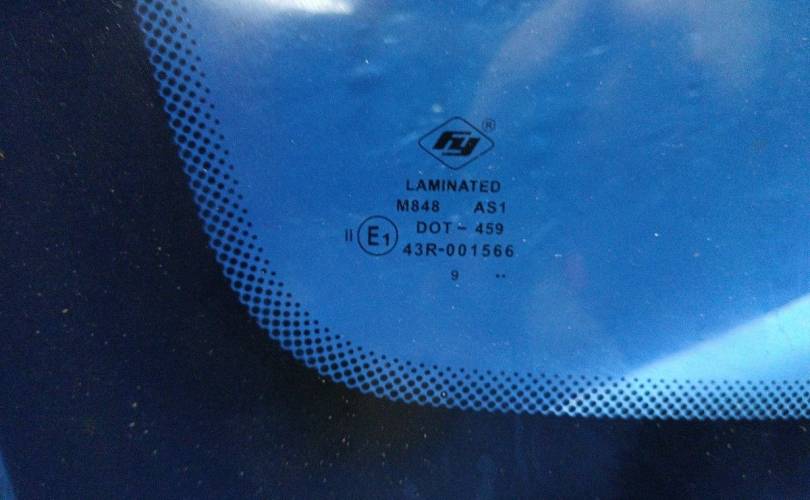 fy ®
LAMINATED
M848 AS1
DOT - 459
II E1 43R-001566
9 ..